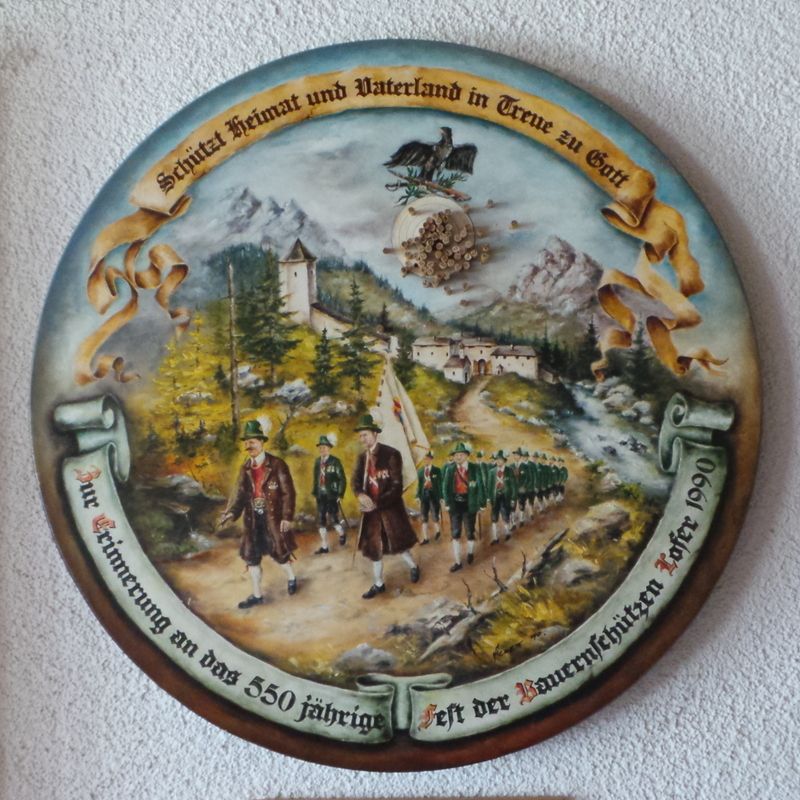 Schützt Heimat und Vaterland in Treue zu Gott
Zur Erinnerung an das 550 jährige
Fest der Bauernschützen Lofer 1990